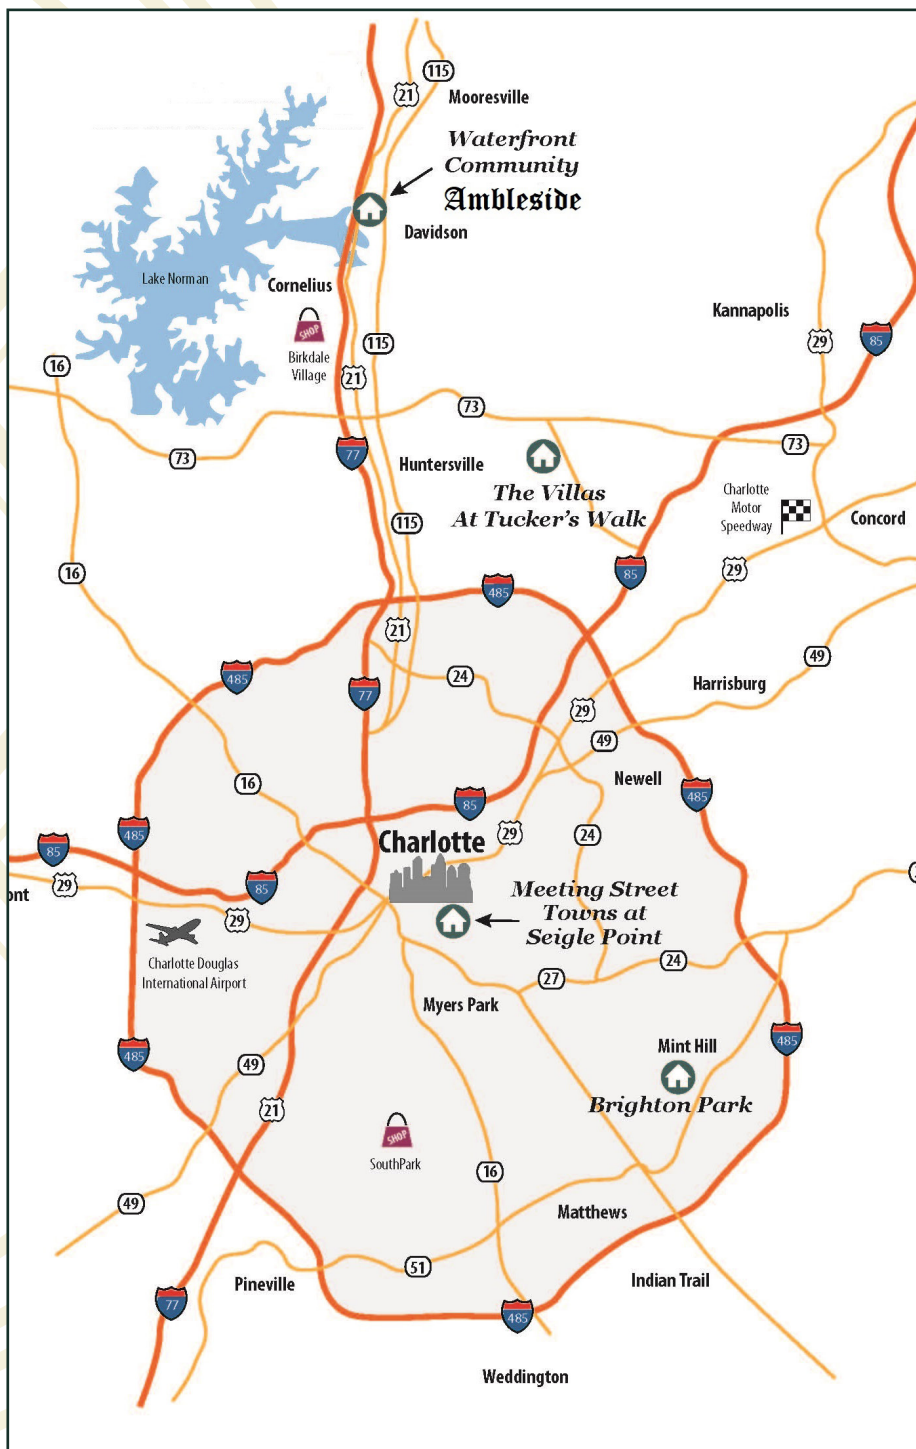 115
21
Mooresville
Waterfront
Community
Ambleside
Davidson
Lake Norman
Cornelius
Kannapolis
SHOP
Birkdale
Village
115
29
85
16
21
73
73
73
77
Huntersville
The Villas
At Tucker's Walk
Charlotte
Motor
Speedway
Concord
115
29
85
16
485
21
49
485
24
Harrisburg
77
29
49
16
Newell
485
85
485
29
24
Charlotte
85
85
29
ont
Meeting Street
Towns at
Seigle Point
29
Charlotte Douglas
International Airport
24
27
Myers Park
485
485
Mint Hill
49
Brighton Park
21
SHOP
SouthPark
16
49
Matthews
51
Pineville
Indian Trail
77
485
Weddington